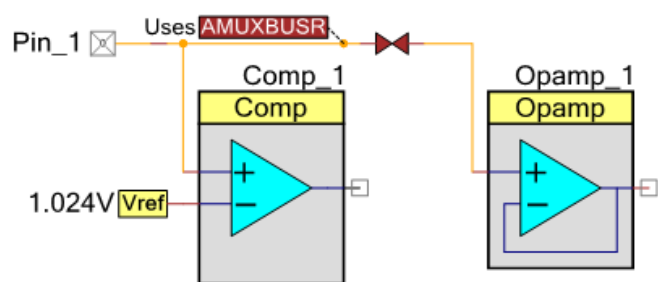 Uses AMUXBUSR
Pin_1
Comp_1
Opamp_1
Comp
Opamp
+
+
1.024V Vref
−
−